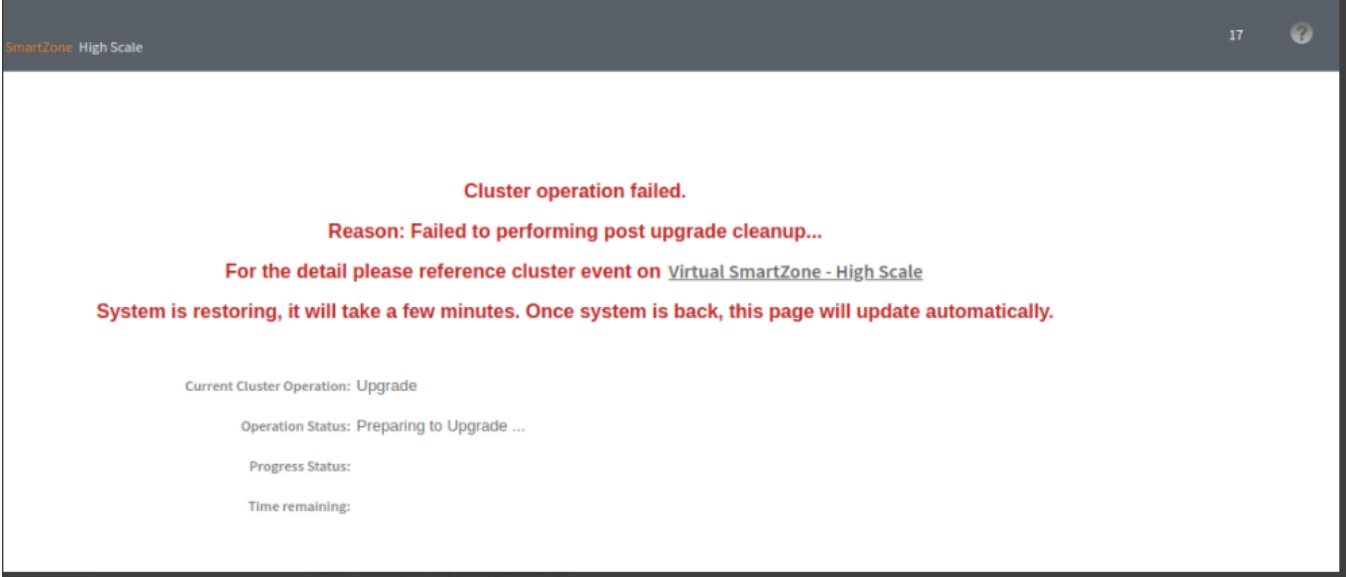 17
SmartZone High Scale
Cluster operation failed.
Reason: Failed to performing post upgrade cleanup...
For the detail please reference cluster event on Virtual SmartZone - High Scale
System is restoring, it will take a few minutes. Once system is back, this page will update automatically.
Current Cluster Operation: Upgrade
Operation Status: Preparing to Upgrade ...
Progress Status:
Time remaining: